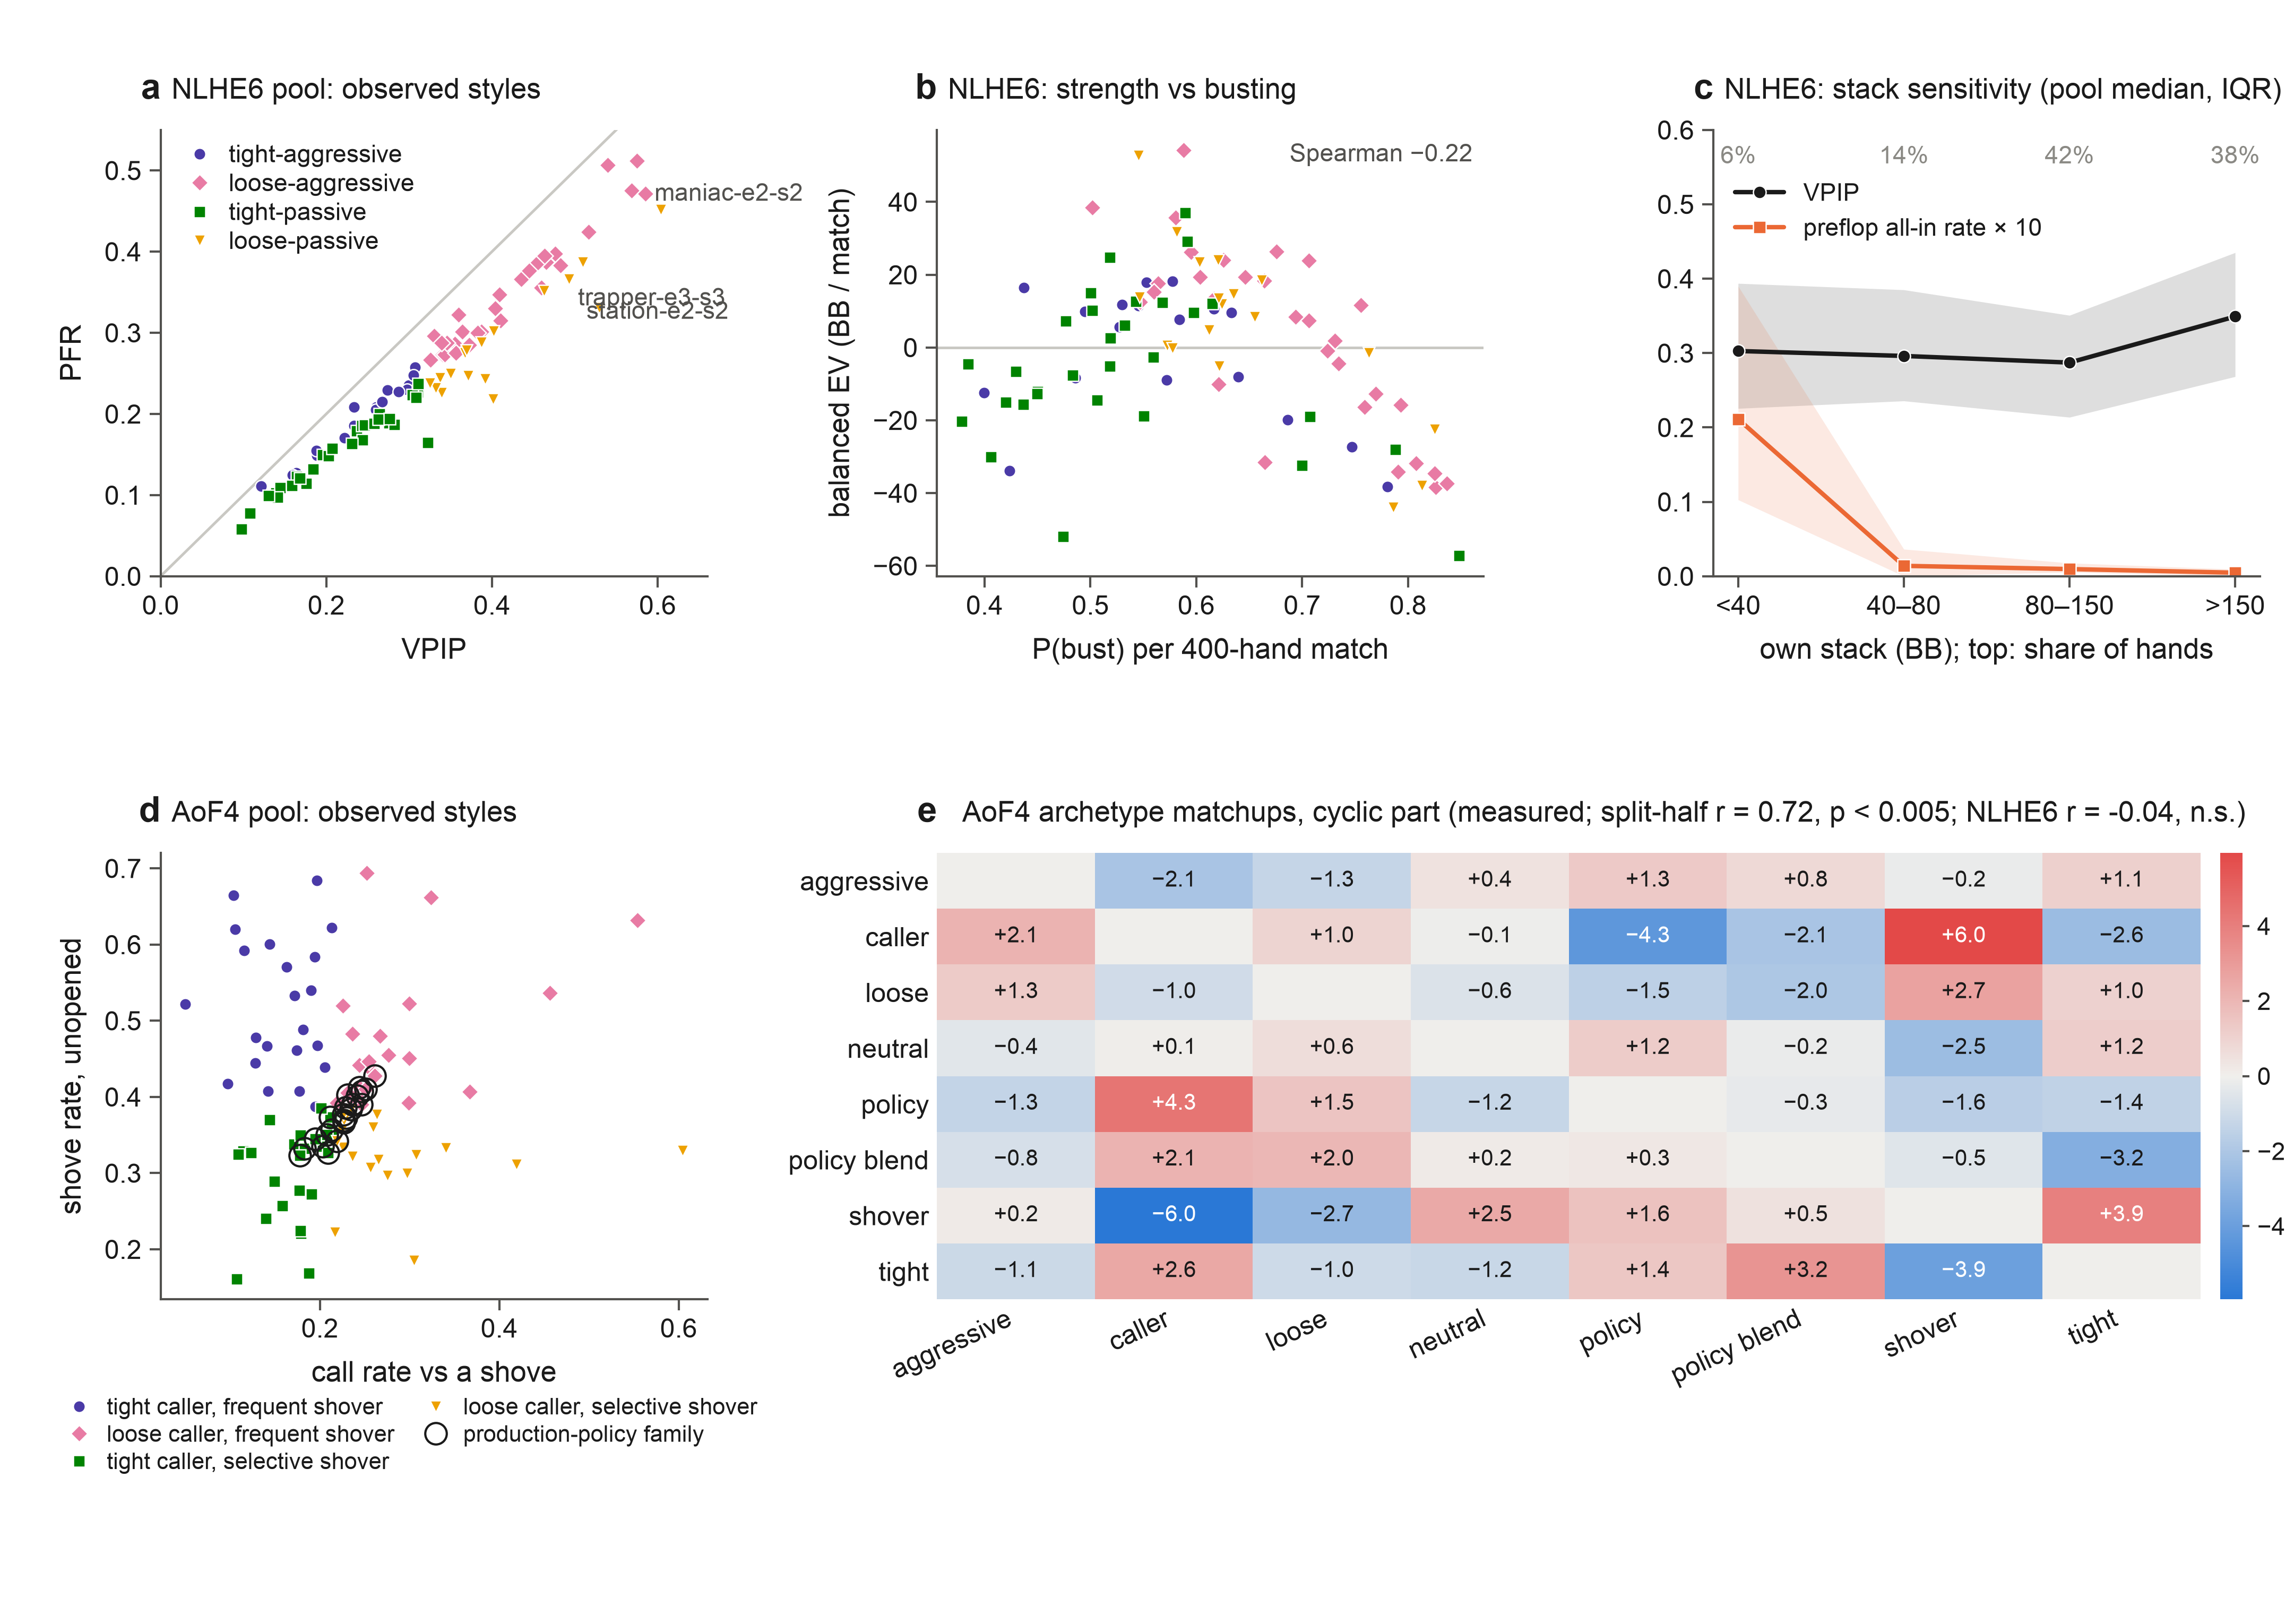 a NLHE6 pool: observed styles
tight-aggressive
loose-aggressive
tight-passive
loose-passive
maniac-e2-s2
trapper-e3-s3
station-e2-s2
PFR
0.5
0.4
0.3
0.2
0.1
0.0
0.0 0.2 0.4 0.6
VPIP
b NLHE6: strength vs busting
Spearman −0.22
balanced EV (BB / match)
40
20
0
−20
−40
−60
0.4 0.5 0.6 0.7 0.8
P(bust) per 400-hand match
c NLHE6: stack sensitivity (pool median, IQR)
6% 14% 42% 38%
VPIP
preflop all-in rate × 10
0.6
0.5
0.4
0.3
0.2
0.1
0.0
<40 40–80 80–150 >150
own stack (BB); top: share of hands
d AoF4 pool: observed styles
shove rate, unopened
0.7
0.6
0.5
0.4
0.3
0.2
0.2 0.4 0.6
call rate vs a shove
tight caller, frequent shover
loose caller, frequent shover
tight caller, selective shover
loose caller, selective shover
production-policy family
e AoF4 archetype matchups, cyclic part (measured; split-half r = 0.72, p < 0.005; NLHE6 r = -0.04, n.s.)
aggressive −2.1 −1.3 +0.4 +1.3 +0.8 −0.2 +1.1
caller +2.1 +1.0 −0.1 −4.3 −2.1 +6.0 −2.6
loose +1.3 −1.0 −0.6 −1.5 −2.0 +2.7 +1.0
neutral −0.4 +0.1 +0.6 +1.2 −0.2 −2.5 +1.2
policy −1.3 +4.3 +1.5 −1.2 −0.3 −1.6 −1.4
policy blend −0.8 +2.1 +2.0 +0.2 +0.3 −0.5 −3.2
shover +0.2 −6.0 −2.7 +2.5 +1.6 +0.5 +3.9
tight −1.1 +2.6 −1.0 −1.2 +1.4 +3.2 −3.9
aggressive caller loose neutral policy policy blend shover tight
4
2
0
−2
−4